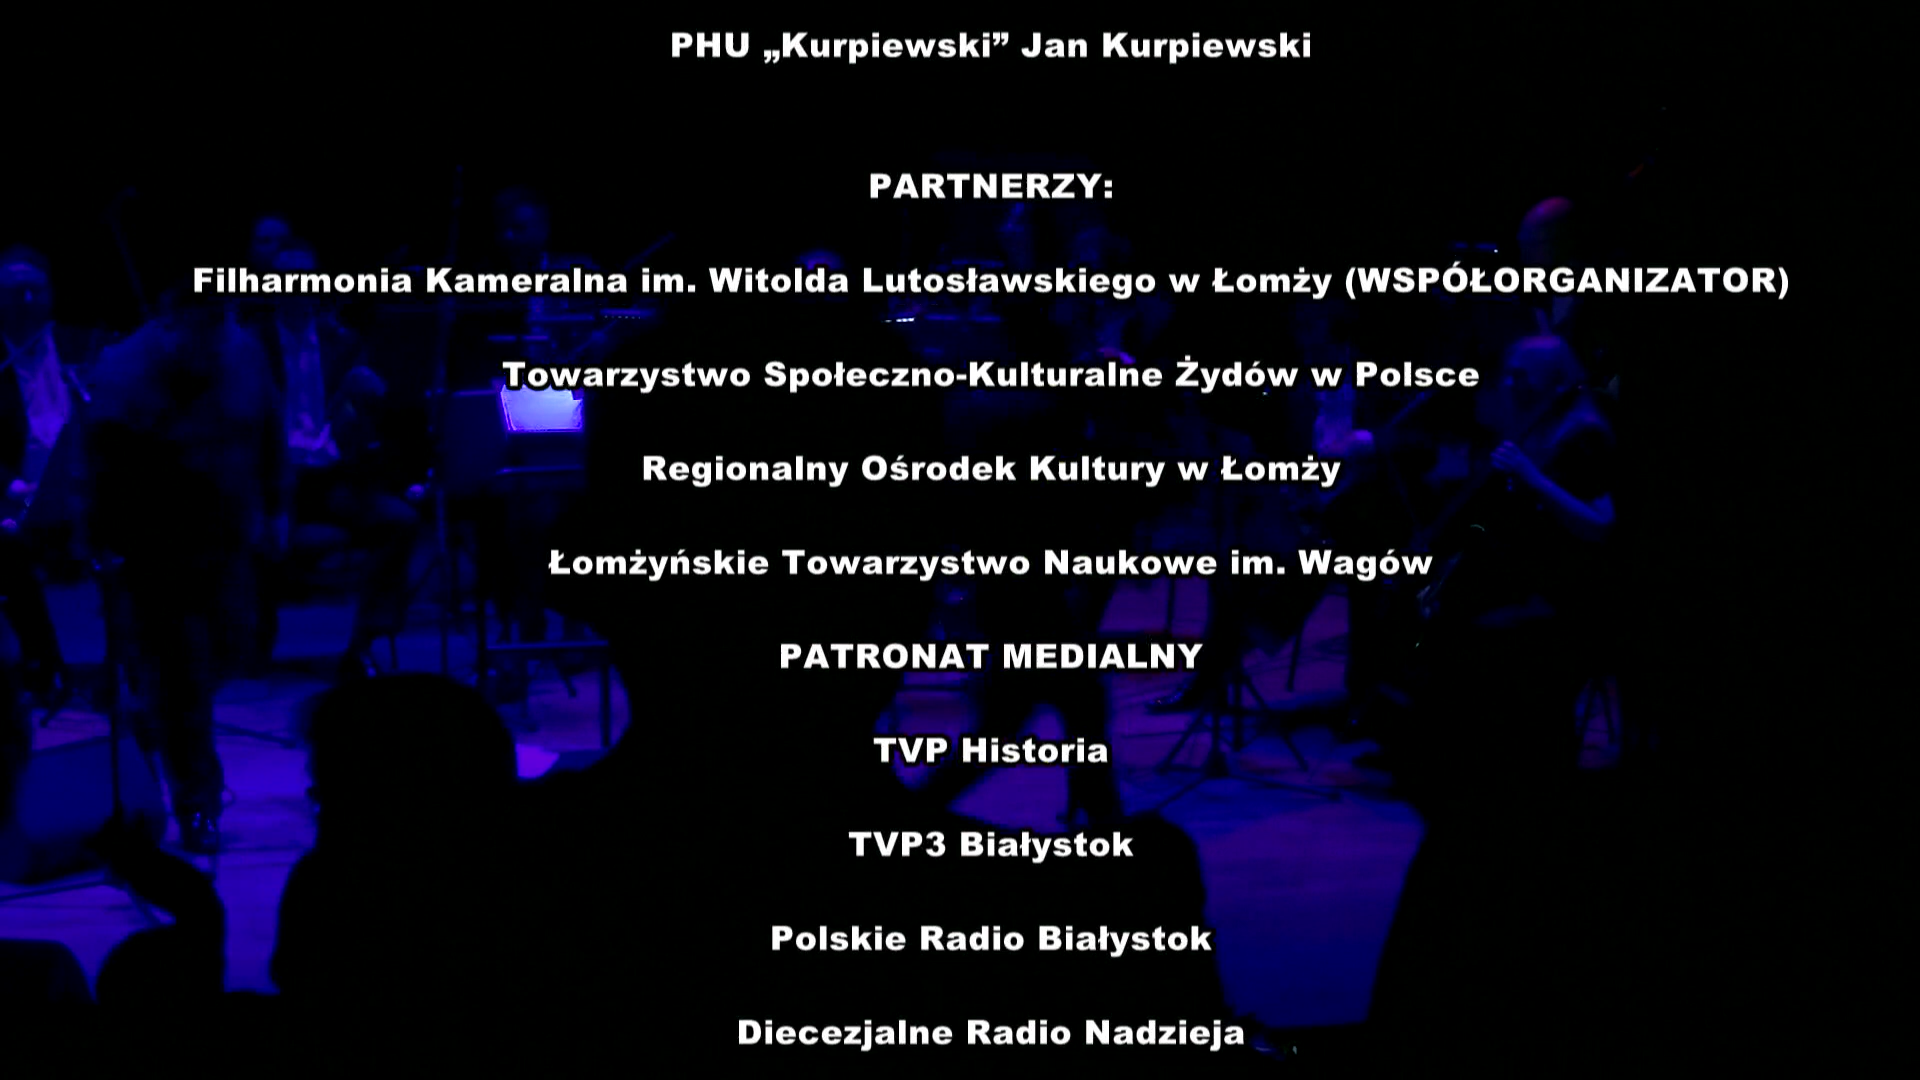 PHU „Kurpiewski” Jan Kurpiewski
PARTNERZY:
Filharmonia Kameralna im. Witolda Lutosławskiego w Łomży (WSPÓŁORGANIZATOR)
Towarzystwo Społeczno-Kulturalne Żydów w Polsce
Regionalny Ośrodek Kultury w Łomży
Łomżyńskie Towarzystwo Naukowe im. Wagów
PATRONAT MEDIALNY
TVP Historia
TVP3 Białystok
Polskie Radio Białystok
Diecezjalne Radio Nadzieja